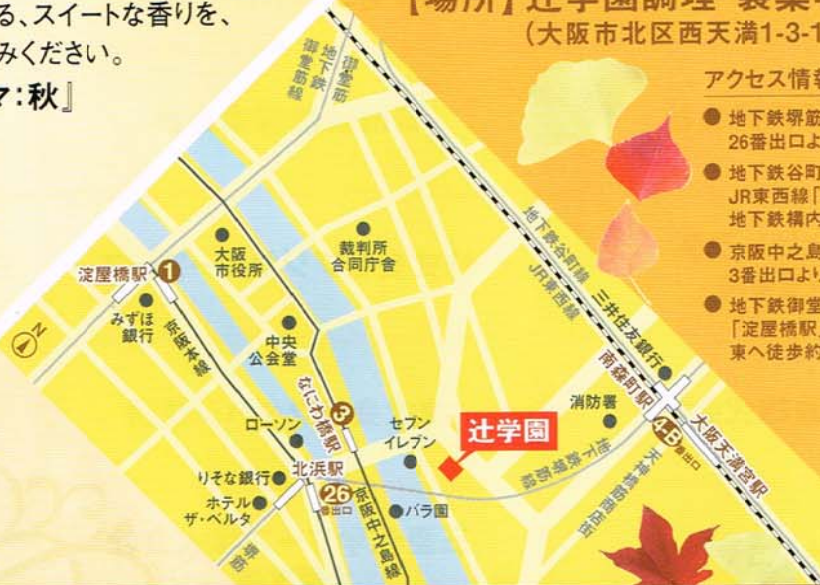 る、スイートな香りを、
みください。
マ:秋』
【場所】辻学園調理・製菓
(大阪市北区西天満1-3-1
アクセス情報
● 地下鉄堺筋
26番出口よ
● 地下鉄谷町
JR東西線「
地下鉄構内
● 京阪中之島
3番出口より
● 地下鉄御堂
「淀屋橋駅」
東へ徒歩約
御堂筋
地下鉄
御堂筋線
淀屋橋駅
1
大阪
市役所
裁判所
合同庁舎
みずほ
銀行
京阪本線
中央
公会堂
地下鉄谷町線
JR東西線
三井住友銀行
南森町駅
4-B
番出口
大阪天満宮駅
消防署
なにわ橋駅
3
ローソン
セブン
イレブン
辻学園
地下鉄堺筋線
天神橋筋商店街
りそな銀行
北浜駅
26
番出口
ホテル
ザ・ベルタ
京阪中之島線
バラ園
堺筋
N